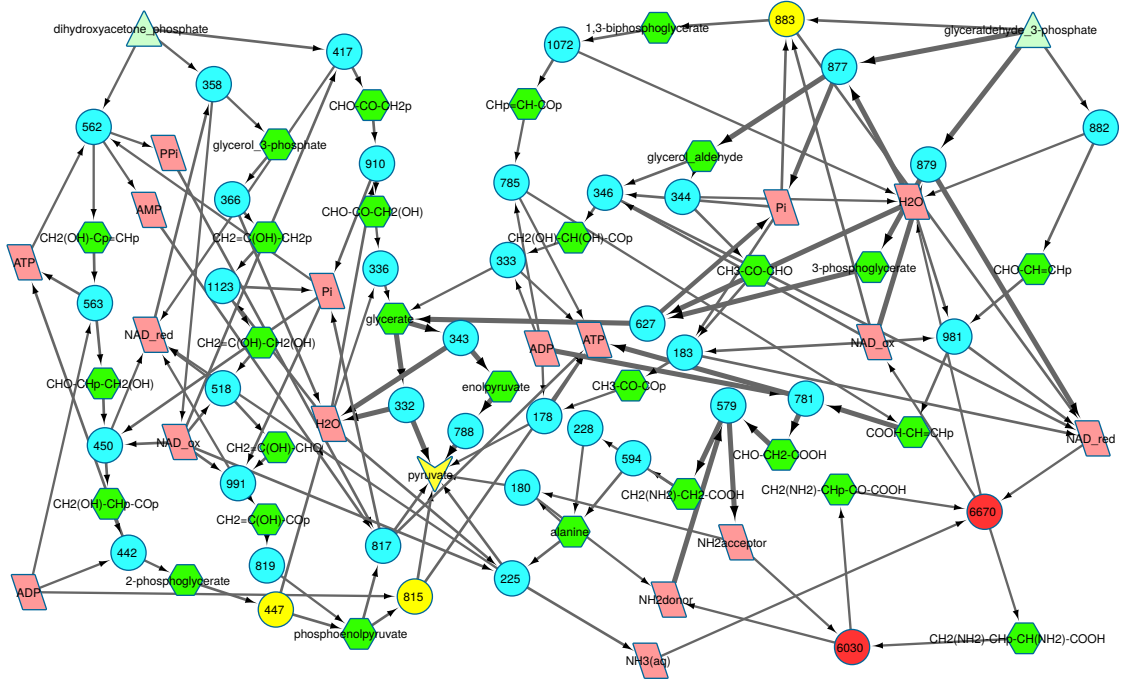 dihydroxyacetone_phosphate
1,3-biphosphoglycerate
883
glyceraldehyde_3-phosphate
417
1072
877
358
CHO-CO-CH2p
CHp=CH-COp
562
882
PPi
glycerol_3-phosphate
910
glycerol_aldehyde
879
785
346
344
366
AMP
CHO-CO-CH2(OH)
Pi
H2O
CH2(OH)-Cp=CHp
CH2=C(OH)-CH2p
CH2(OH)-CH(OH)-COp
ATP
336
333
CH3-CO-CHO
3-phosphoglycerate
CHO-CH=CHp
1123
Pi
563
glycerate
627
NAD_red
CH2=C(OH)-CH2(OH)
343
ADP
ATP
183
NAD_ox
981
CHO-CHp-CH2(OH)
518
enolpyruvate
CH3-CO-COp
332
579
781
H2O
178
788
228
COOH-CH=CHp
NAD_red
450
NAD_ox
CH2=C(OH)-CHO
CHO-CH2-COOH
594
991
pyruvate
180
CH2(NH2)-CH2-COOH
CH2(NH2)-CHp-CO-COOH
CH2(OH)-CHp-COp
CH2=C(OH)-COp
6670
alanine
817
NH2acceptor
442
819
225
2-phosphoglycerate
ADP
447
815
NH2donor
phosphoenolpyruvate
CH2(NH2)-CHp-CH(NH2)-COOH
6030
NH3(aq)